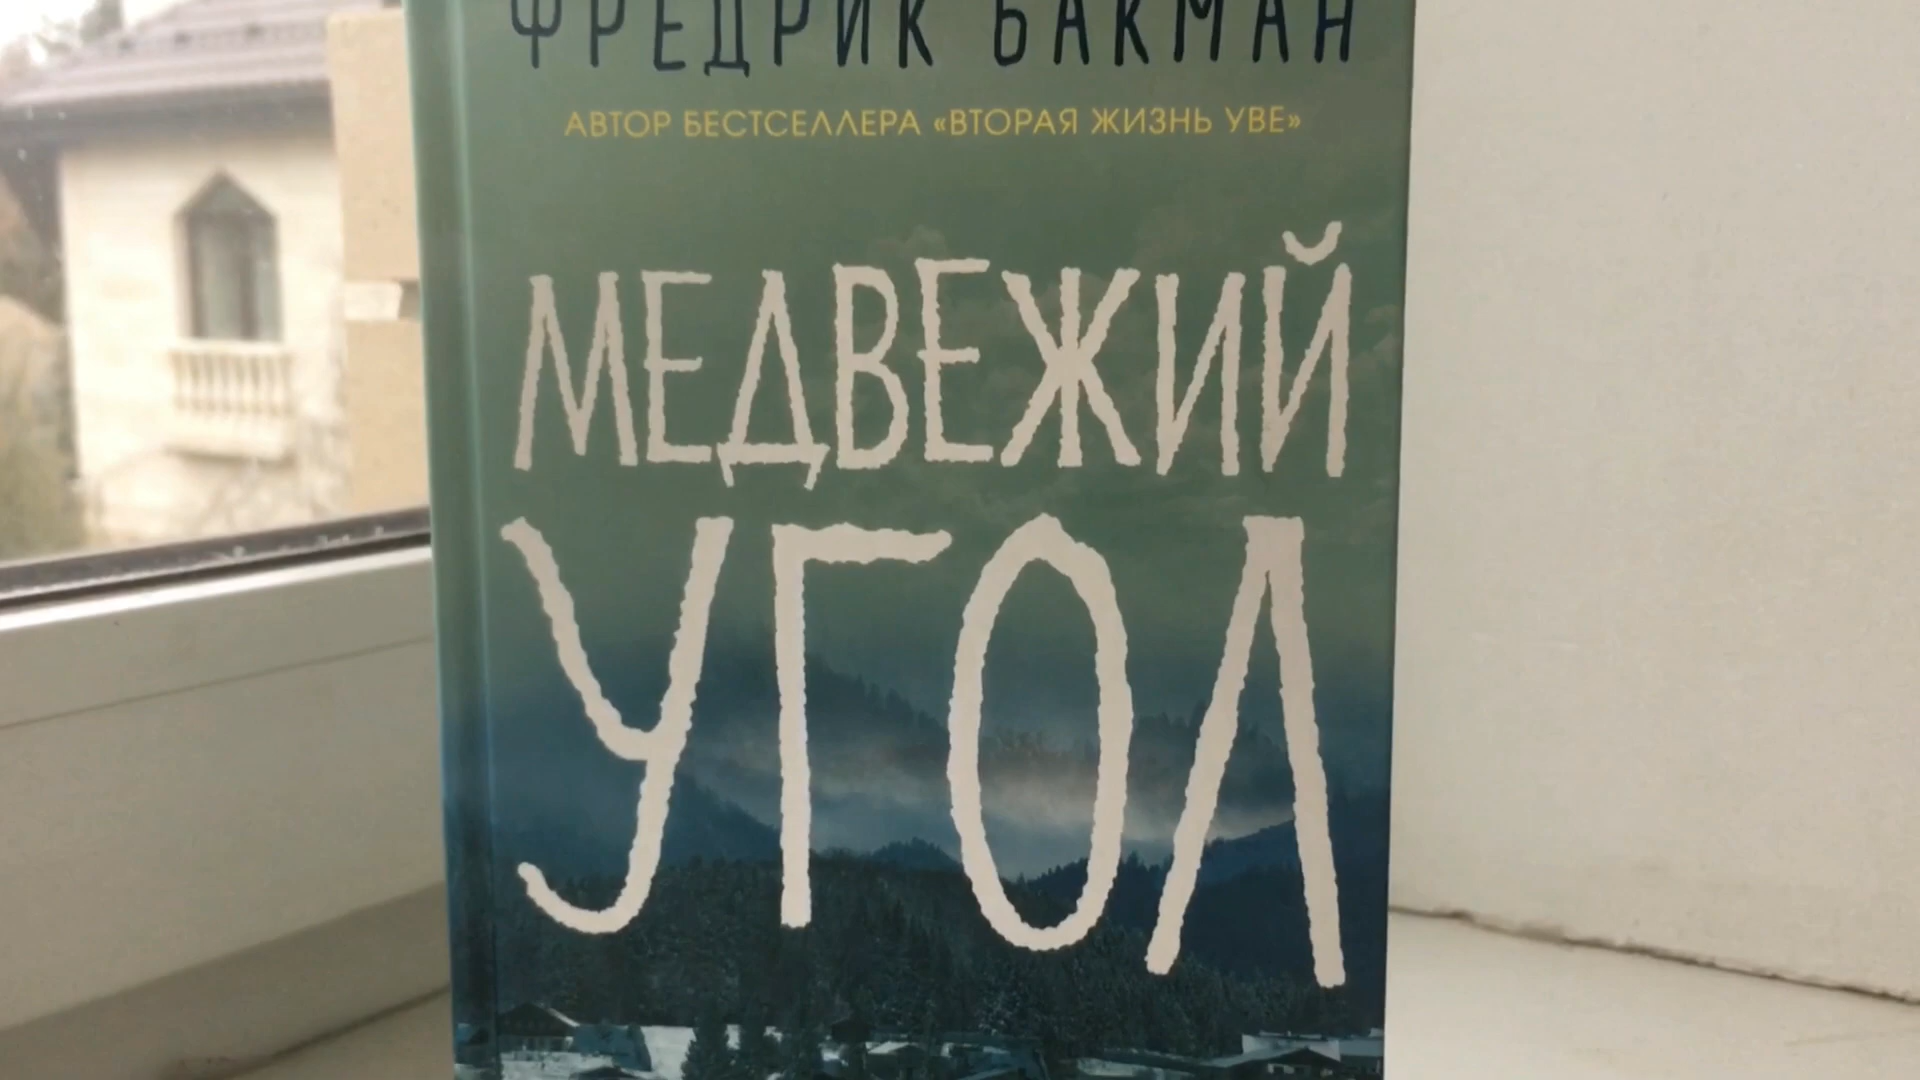 ФРЕДРИК БАКМАН
АВТОР БЕСТСЕЛЛЕРА «ВТОРАЯ ЖИЗНЬ УВЕ»
МЕДВЕЖИЙ
УГОЛ